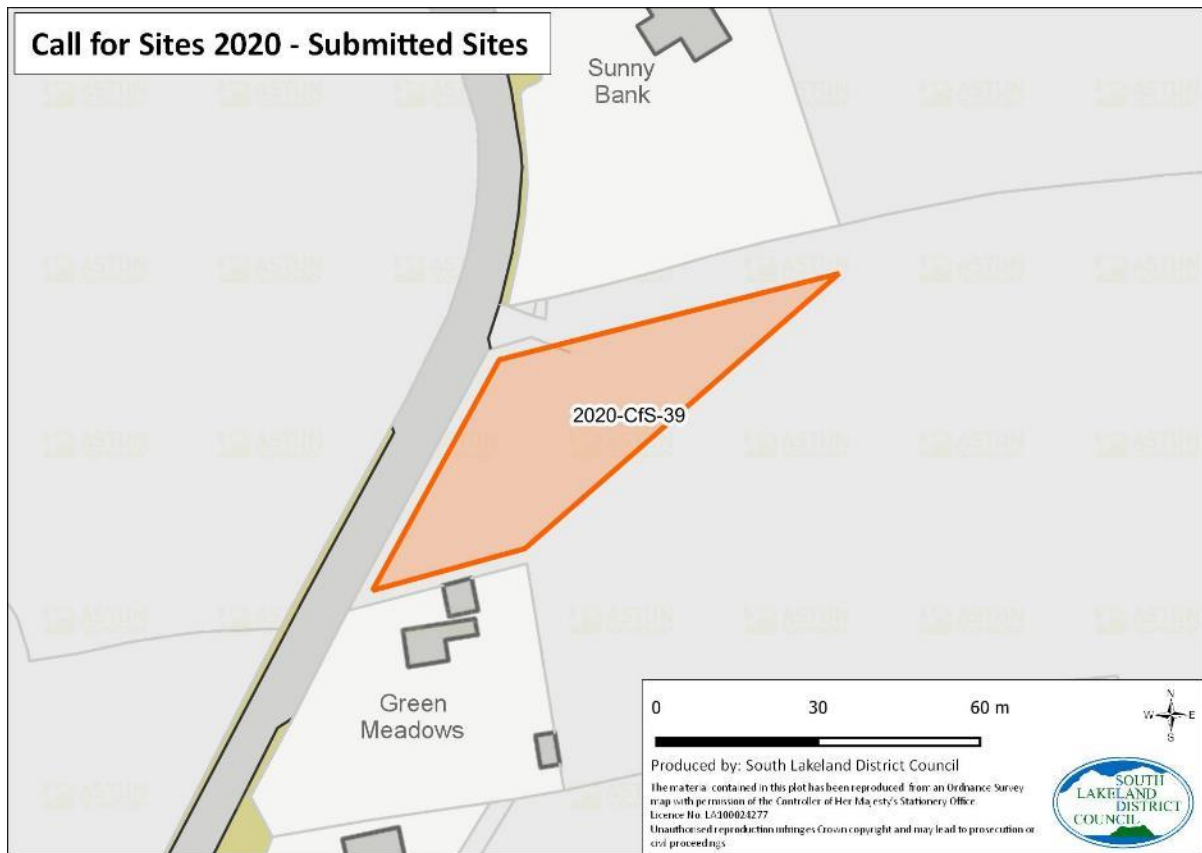 Call for Sites 2020 - Submitted Sites
Sunny
Bank
2020-CfS-39
Green
Meadows
0 30 60 m
N
W E
S
Produced by: South Lakeland District Council
The material contained in this plot has been reproduced from an Ordnance Survey
map with permission of the Controller of Her Majesty's Stationery Office.
Licence No. LA100024277
Unauthorised reproduction infringes Crown copyright and may lead to prosecution or
civil proceedings
SOUTH
LAKELAND
DISTRICT
COUNCIL